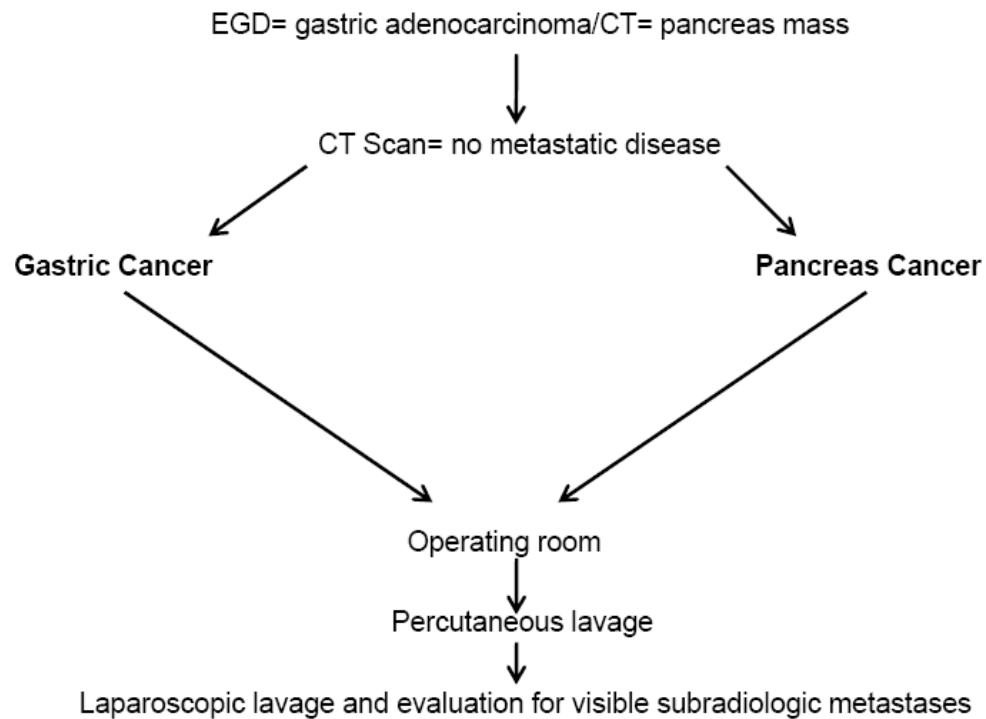 EGD= gastric adenocarcinoma/CT= pancreas mass
CT Scan= no metastatic disease
Gastric Cancer
Pancreas Cancer
Operating room
Percutaneous lavage
Laparoscopic lavage and evaluation for visible subradiologic metastases